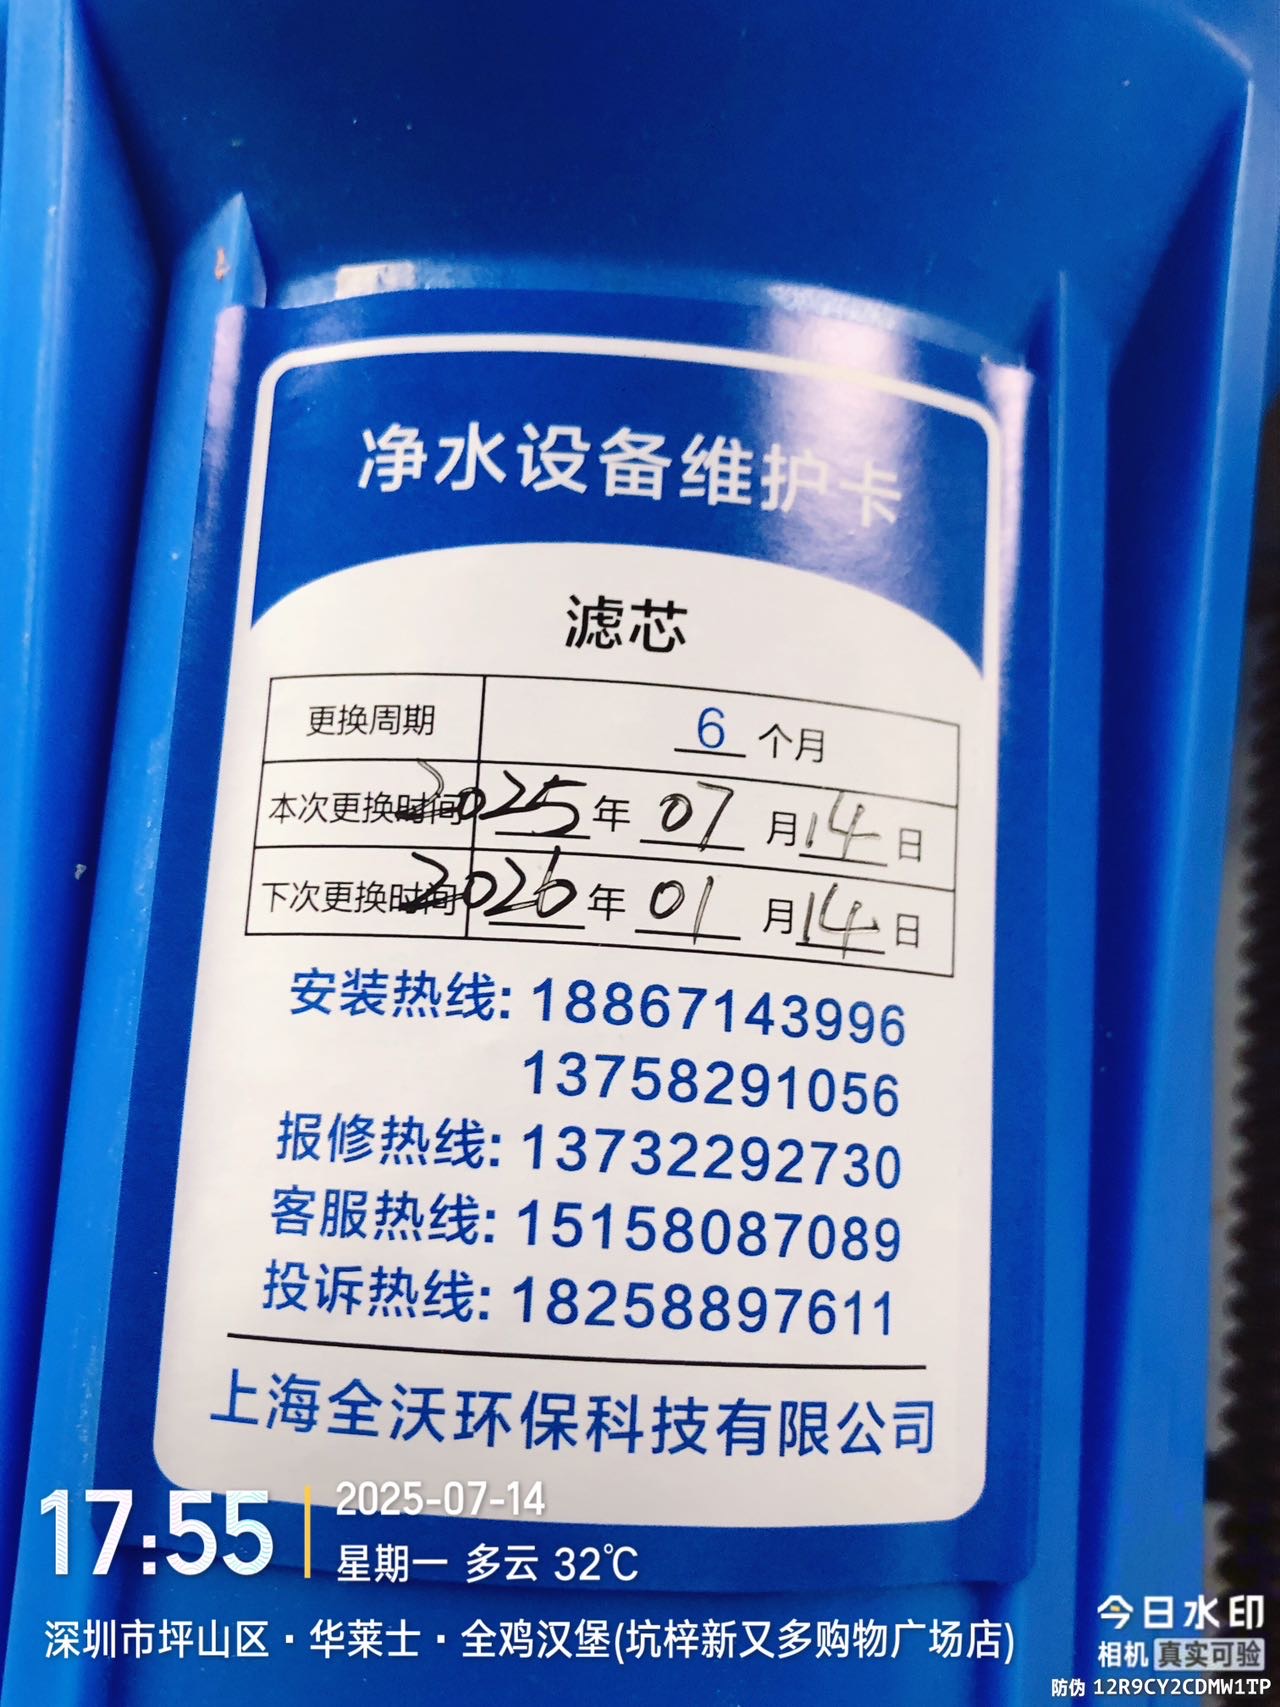 净水设备维护卡
滤芯
更换周期 6 个月
本次更换时间 2025 年 07 月 14 日
下次更换时间 2026 年 01 月 14 日
安装热线: 18867143996
13758291056
报修热线: 13732292730
客服热线: 15158087089
投诉热线: 18258897611
上海全沃环保科技有限公司
17:55
2025-07-14
星期一 多云 32℃
深圳市坪山区·华莱士·全鸡汉堡(坑梓新又多购物广场店)
今日水印
相机 真实可验
防伪 12R9CY2CDMW1TP